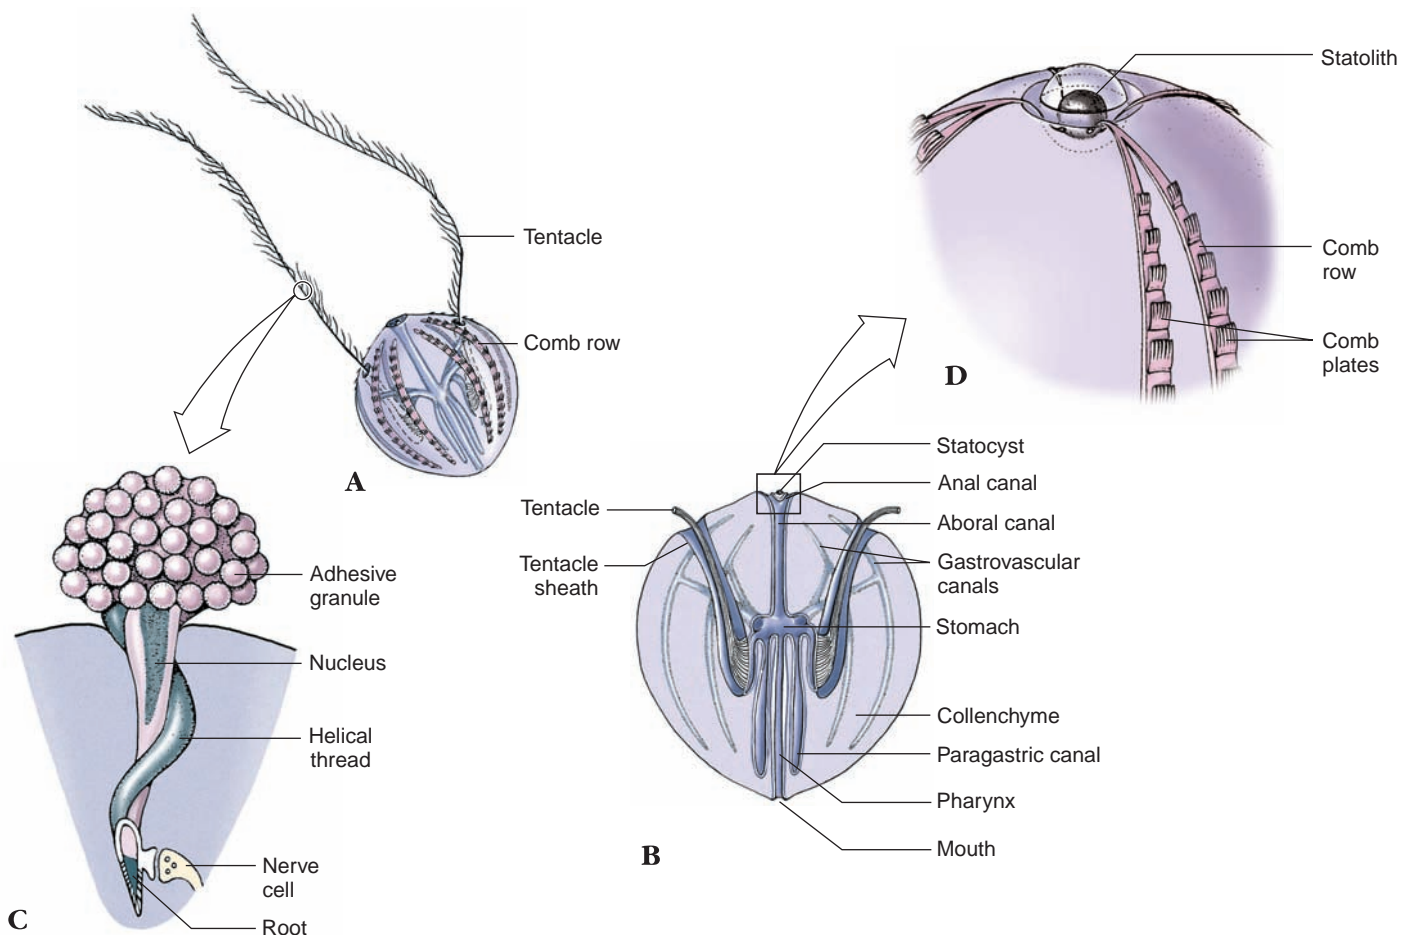 Tentacle
Comb row
A
Adhesive
granule
Nucleus
Helical
thread
Nerve
cell
Root
C
Statocyst
Anal canal
Aboral canal
Gastrovascular
canals
Stomach
Collenchyme
Paragastric canal
Pharynx
Mouth
Tentacle
Tentacle
sheath
B
Statolith
Comb
row
Comb
plates
D